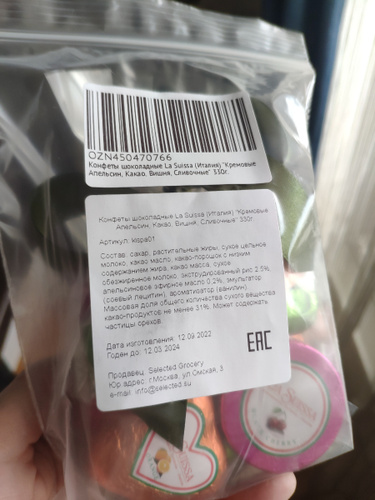 OZN450470766
Конфеты шоколадные La Suissa (Италия) "Кремовые
Апельсин, Какао, Вишня, Сливочные" 330г.
Конфеты шоколадные La Suissa (Италия) "Кремовые
Апельсин, Какао, Вишня, Сливочные" 330г.
Артикул:
Состав: сахар, растительные жиры, сухое цельное
молоко, какао масло, какао-порошок с низким
содержанием жира, какао масса, сухое
обезжиренное молоко, экструдированный рис 2,5%,
апельсиновое эфирное масло 0,2%, эмульгатор
(соевый лецитин), ароматизатор (ванилин).
Массовая доля общего количества сухого вещества
какао-продуктов не менее 31%. Может содержать
частицы орехов.
Дата изготовления: 12.09.2022
Годен до: 12.03.2024
EAC
Продавец: Selected Grocery
Юр.адрес: г.Москва, ул.Омская, 3
e-mail: info@selected.su